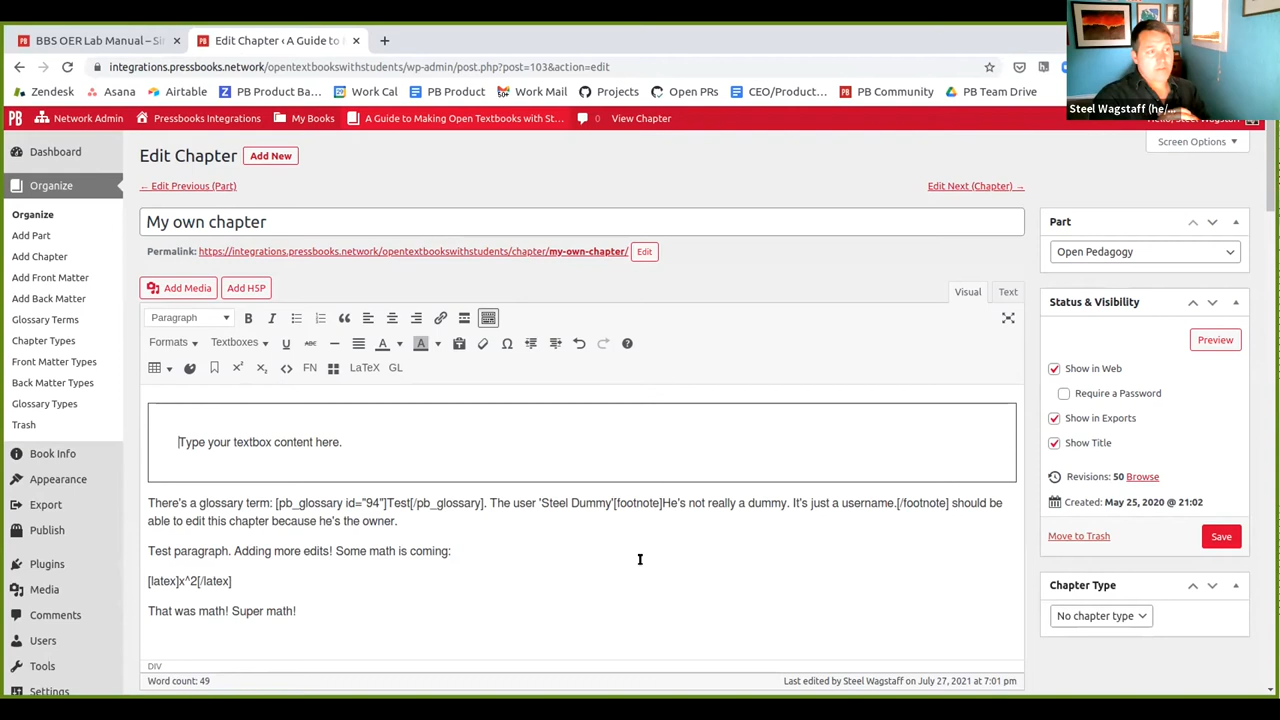 BBS OER Lab Manual – Si
Edit Chapter ‹ A Guide to
integrations.pressbooks.network/opentextbookswithstudents/wp-admin/post.php?post=103&action=edit
Zendesk
Asana
Airtable
PB Product Ba...
Work Cal
PB Product
50+
Work Mail
Projects
Open PRs
CEO/Product...
PB Community
PB Team Drive
Steel Wagstaff (he/...
PB
Network Admin
Pressbooks Integrations
My Books
A Guide to Making Open Textbooks with St...
0
View Chapter
Screen Options
Dashboard
Organize
Organize
Add Part
Add Chapter
Add Front Matter
Add Back Matter
Glossary Terms
Chapter Types
Front Matter Types
Back Matter Types
Glossary Types
Trash
Book Info
Appearance
Export
Publish
Plugins
Media
Comments
Users
Tools
Settings
Edit Chapter
Add New
← Edit Previous (Part)
Edit Next (Chapter) →
My own chapter
Permalink: https://integrations.pressbooks.network/opentextbookswithstudents/chapter/my-own-chapter/ Edit
Add Media
Add H5P
Visual
Text
Paragraph
B I
Formats
Textboxes
U
ABC
A
A
Ω
FN
LaTeX
GL
Type your textbox content here.
There's a glossary term: [pb_glossary id="94"]Test[/pb_glossary]. The user 'Steel Dummy'[footnote]He's not really a dummy. It's just a username.[/footnote] should be
able to edit this chapter because he's the owner.
Test paragraph. Adding more edits! Some math is coming:
[latex]x^2[/latex]
That was math! Super math!
DIV
Word count: 49
Last edited by Steel Wagstaff on July 27, 2021 at 7:01 pm
Part
Open Pedagogy
Status & Visibility
Preview
Show in Web
Require a Password
Show in Exports
Show Title
Revisions: 50 Browse
Created: May 25, 2020 @ 21:02
Move to Trash
Save
Chapter Type
No chapter type